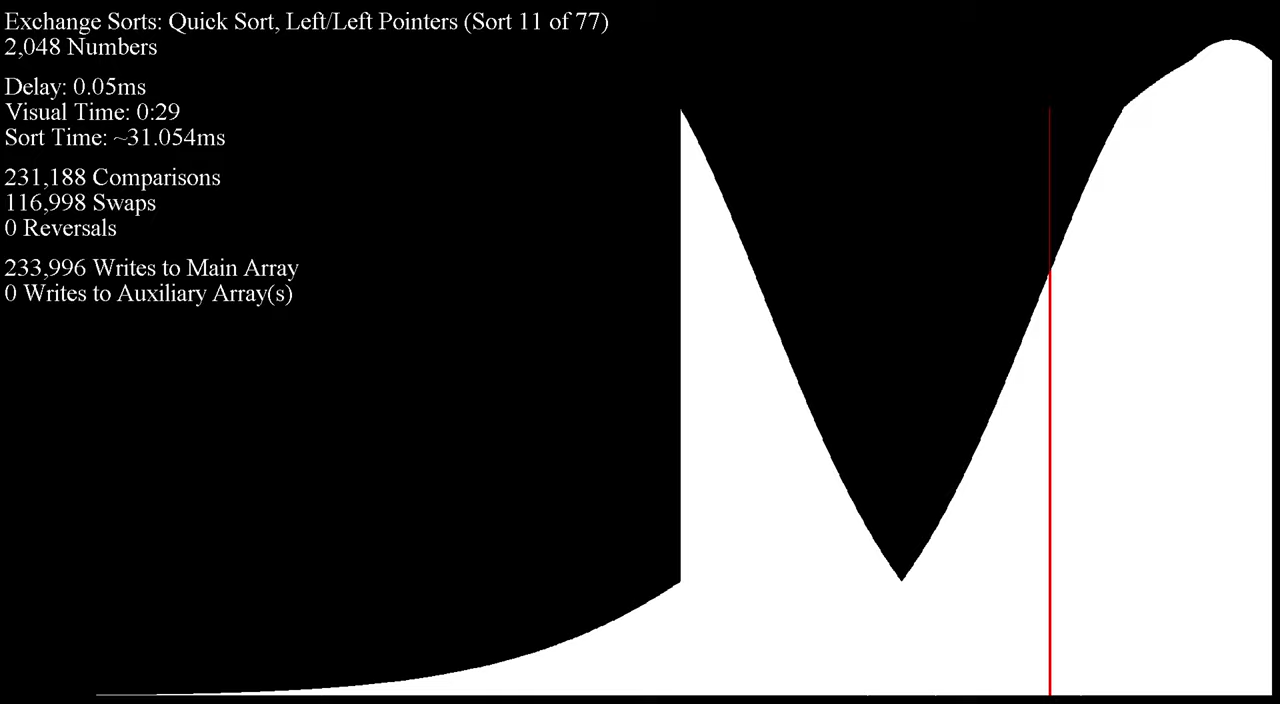 Exchange Sorts: Quick Sort, Left/Left Pointers (Sort 11 of 77)
2,048 Numbers
Delay: 0.05ms
Visual Time: 0:29
Sort Time: ~31.054ms
231,188 Comparisons
116,998 Swaps
0 Reversals
233,996 Writes to Main Array
0 Writes to Auxiliary Array(s)